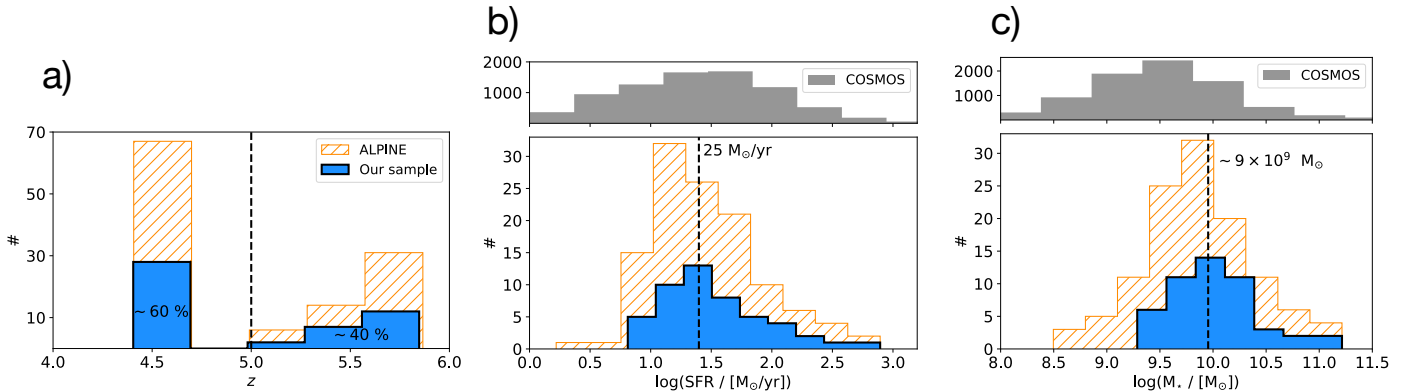 a)
70
50
30
10
#
4.0 4.5 5.0 5.5 6.0
z
ALPINE
Our sample
~ 60 %
~ 40 %
b)
2000
1000
COSMOS
30
25
20
15
10
5
0
#
25 M⊙/yr
0.0 0.5 1.0 1.5 2.0 2.5 3.0
log(SFR / [M⊙/yr])
c)
2000
1000
COSMOS
30
25
20
15
10
5
0
#
~ 9 × 10⁹ M⊙
8.0 8.5 9.0 9.5 10.0 10.5 11.0 11.5
log(M⋆ / [M⊙])